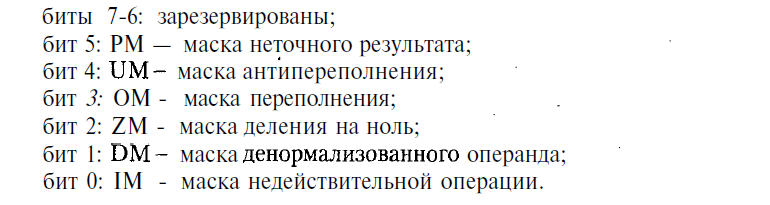 биты 7-6: зарезервированы;
бит 5: PM — маска неточного результата;
бит 4: UM – маска антипереполнения;
бит 3: OM - маска переполнения;
бит 2: ZM - маска деления на ноль;
бит 1: DM – маска денормализованного операнда;
бит 0: IM - маска недействительной операции.